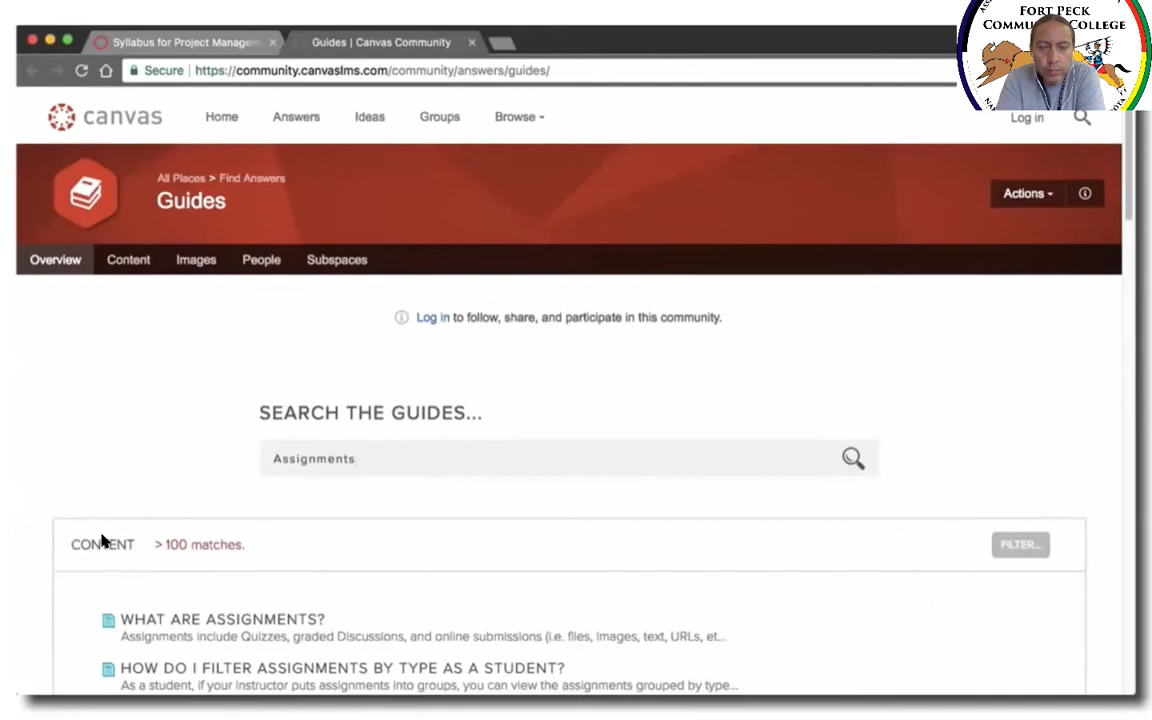 FORT PECK
COMMUNITY COLLEGE
Syllabus for Project Managem
Guides | Canvas Community
Secure
https://community.canvaslms.com/community/answers/guides/
canvas
Home
Answers
Ideas
Groups
Browse
Log in
All Places > Find Answers
Guides
Actions
Overview
Content
Images
People
Subspaces
Log in to follow, share, and participate in this community.
SEARCH THE GUIDES...
Assignments
CONTENT
> 100 matches.
FILTER...
WHAT ARE ASSIGNMENTS?
Assignments include Quizzes, graded Discussions, and online submissions (i.e. files, images, text, URLs, et...
HOW DO I FILTER ASSIGNMENTS BY TYPE AS A STUDENT?
As a student, if your instructor puts assignments into groups, you can view the assignments grouped by type...